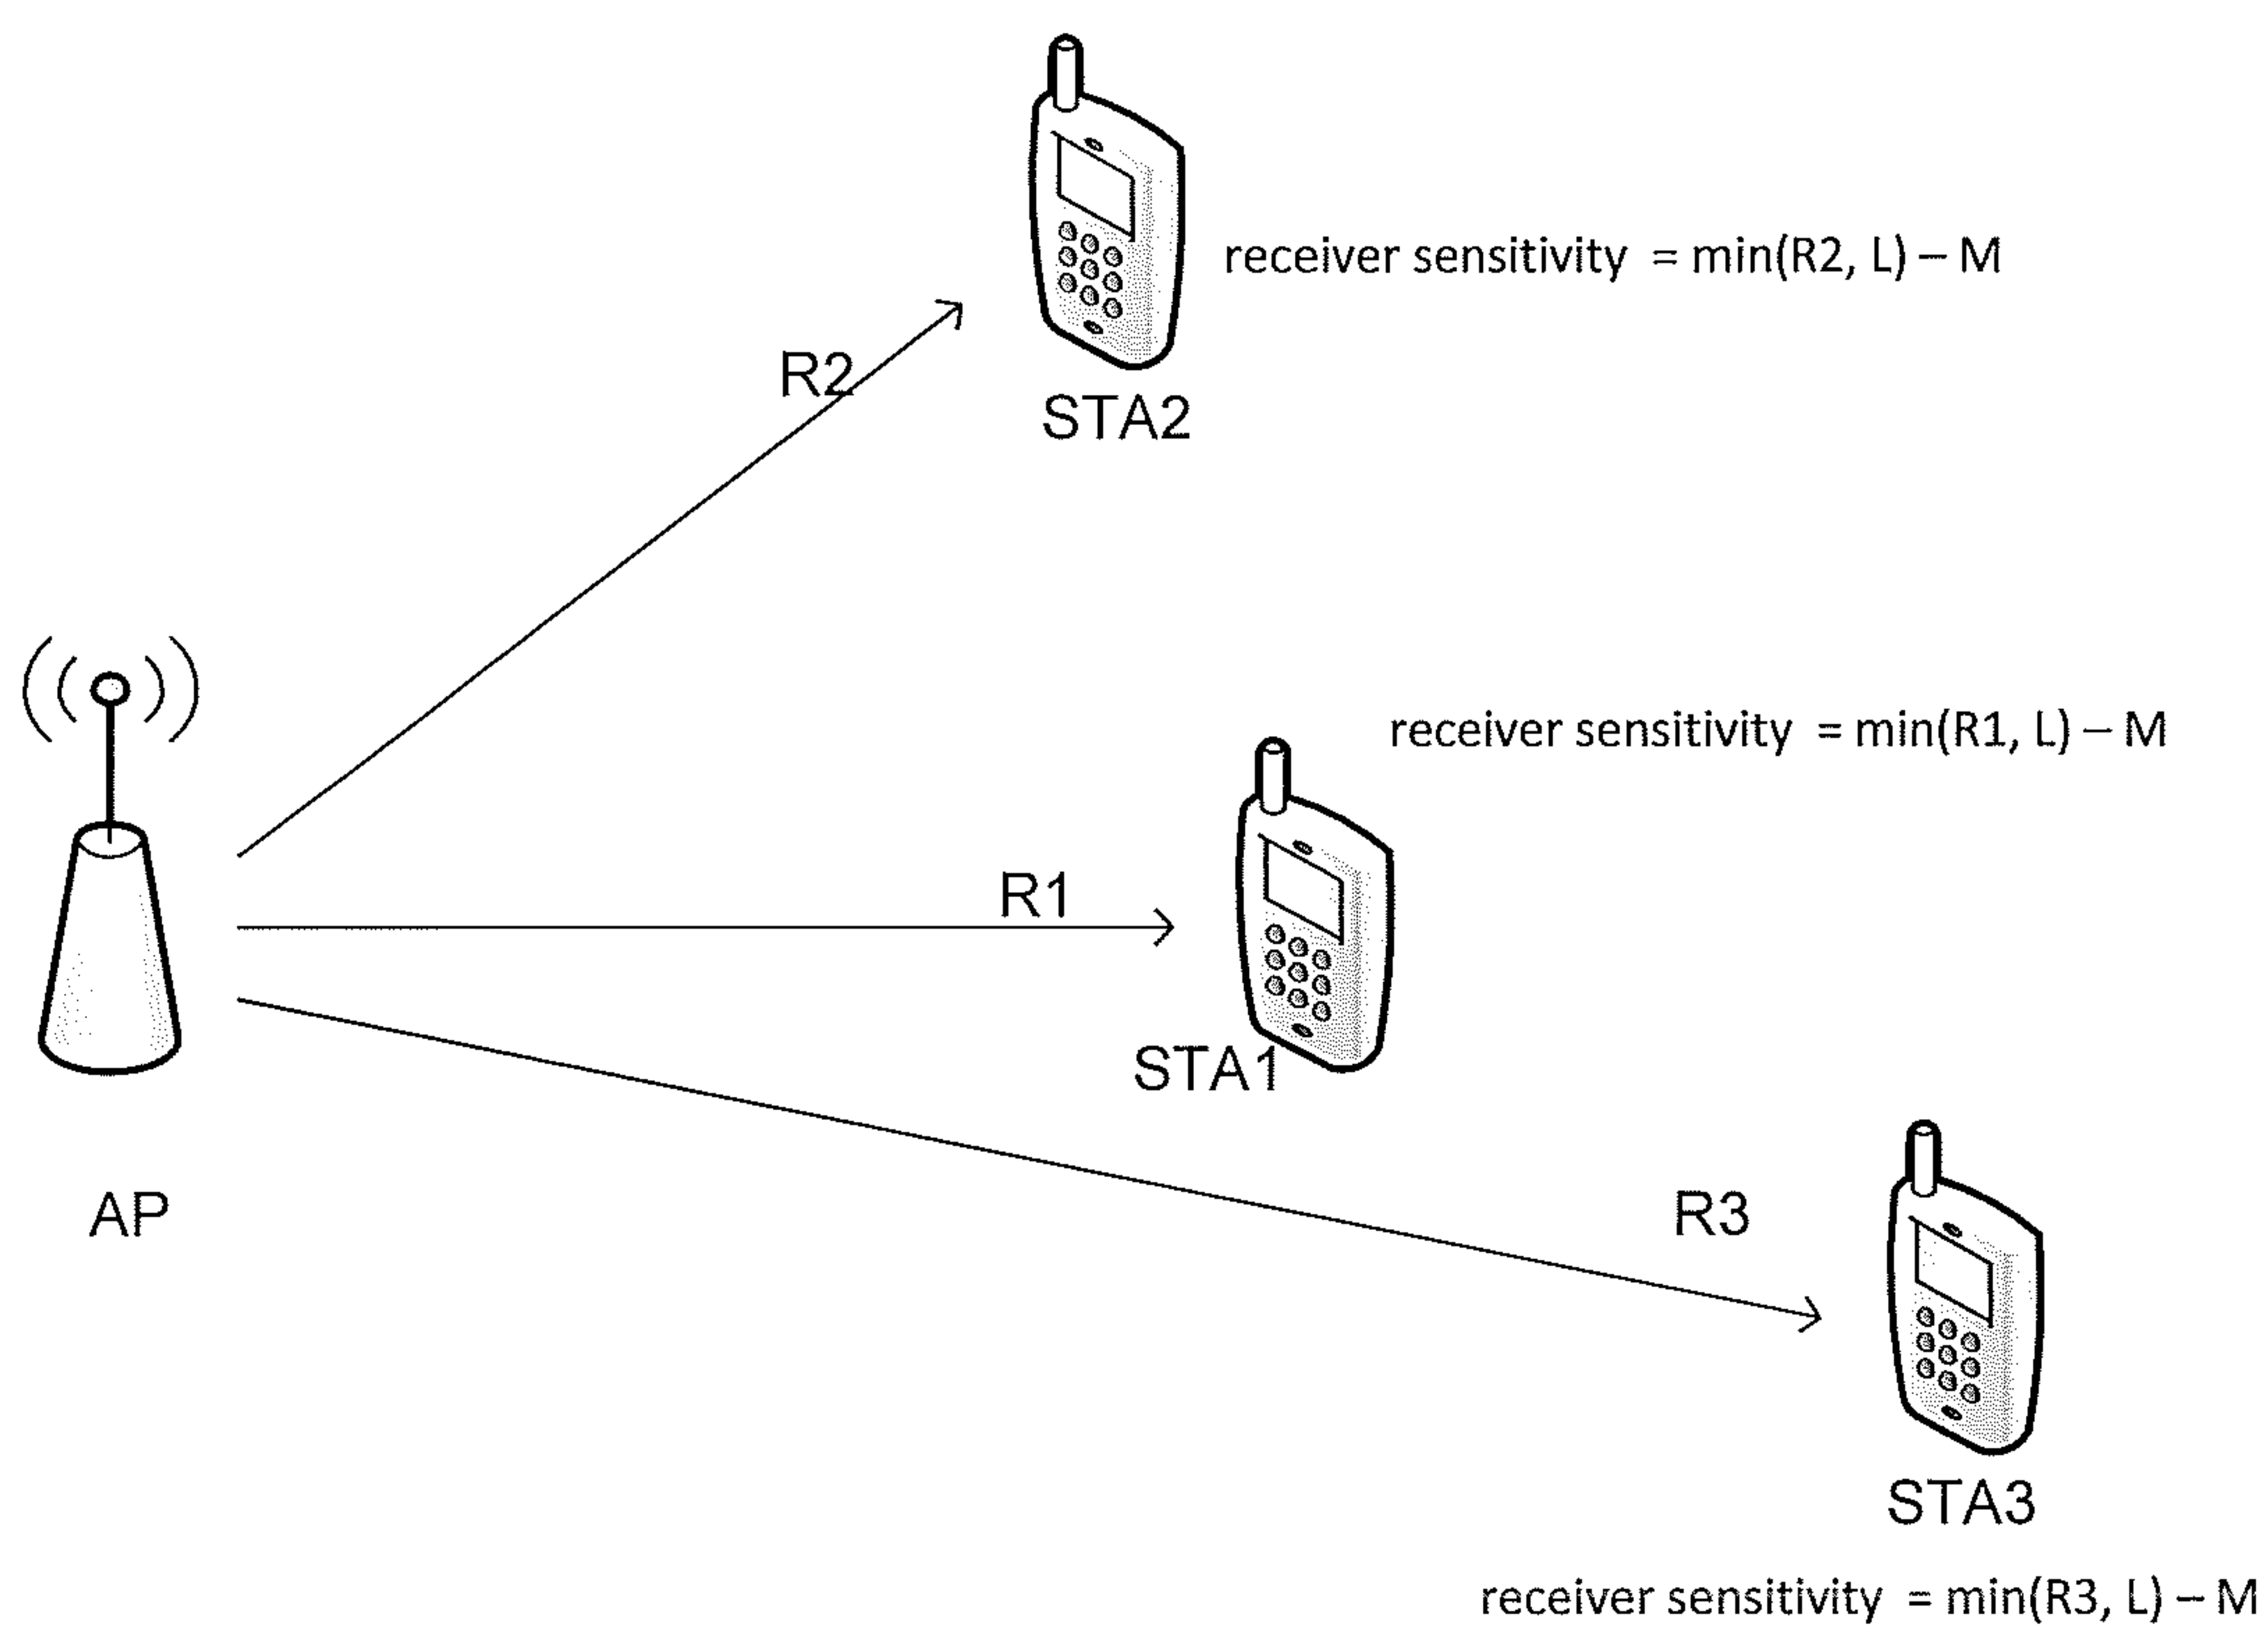 receiver sensitivity = min(R2, L) – M
R2
STA2
receiver sensitivity = min(R1, L) – M
R1
STA1
AP
R3
STA3
receiver sensitivity = min(R3, L) – M